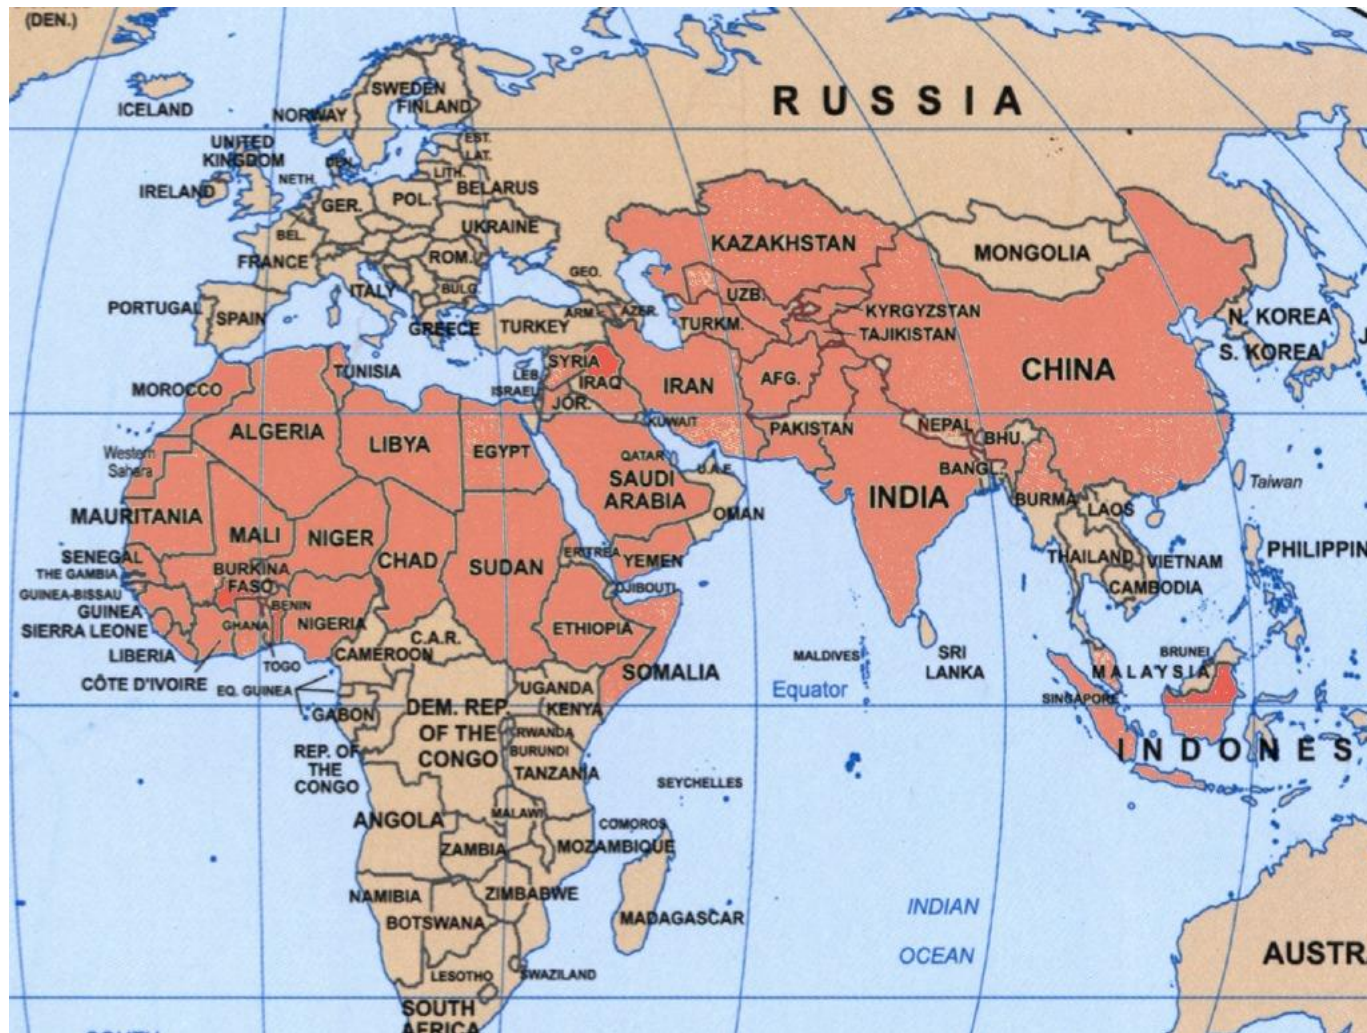 (DEN.)
ICELAND
NORWAY
SWEDEN
FINLAND
RUSSIA
UNITED
KINGDOM
IRELAND
DEN.
NETH.
EST.
LAT.
LITH.
BELARUS
GER.
POL.
BEL.
UKRAINE
FRANCE
ROM.
ITALY
BULG.
PORTUGAL
SPAIN
GREECE
TURKEY
GEO.
ARM.
AZER.
KAZAKHSTAN
MONGOLIA
UZB.
TURKM.
KYRGYZSTAN
TAJIKISTAN
N. KOREA
S. KOREA
J
CHINA
SYRIA
LEB.
ISRAEL
IRAQ
JOR.
IRAN
AFG.
KUWAIT
PAKISTAN
NEPAL
BHU.
BANGL.
MOROCCO
TUNISIA
ALGERIA
LIBYA
EGYPT
Western
Sahara
QATAR
U.A.E.
SAUDI
ARABIA
OMAN
INDIA
BURMA
LAOS
Taiwan
MAURITANIA
MALI
NIGER
CHAD
SUDAN
ERITREA
YEMEN
DJIBOUTI
THAILAND
VIETNAM
CAMBODIA
PHILIPPIN
SENEGAL
THE GAMBIA
GUINEA-BISSAU
GUINEA
SIERRA LEONE
LIBERIA
CÔTE D'IVOIRE
BURKINA
FASO
BENIN
GHANA
TOGO
NIGERIA
C.A.R.
CAMEROON
ETHIOPIA
SOMALIA
MALDIVES
SRI
LANKA
BRUNEI
MALAYSIA
SINGAPORE
Equator
EQ. GUINEA
GABON
REP. OF
THE
CONGO
DEM. REP.
OF THE
CONGO
UGANDA
KENYA
RWANDA
BURUNDI
TANZANIA
INDONES
SEYCHELLES
ANGOLA
MALAWI
ZAMBIA
COMOROS
MOZAMBIQUE
NAMIBIA
ZIMBABWE
BOTSWANA
MADAGASCAR
INDIAN
OCEAN
AUSTR
LESOTHO
SWAZILAND
SOUTH
AFRICA
SOUTH